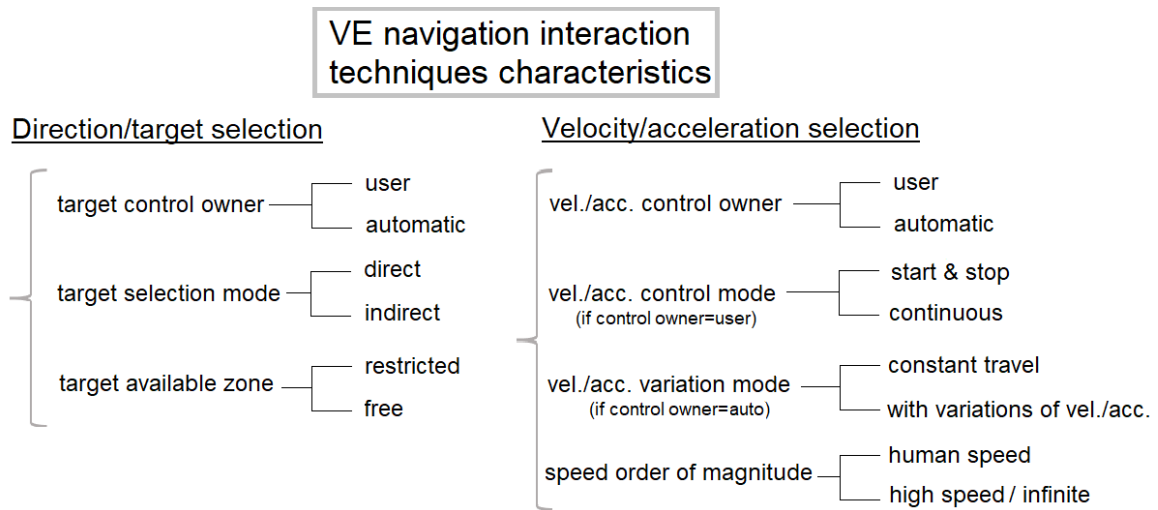 VE navigation interaction
techniques characteristics
Direction/target selection
target control owner
user
automatic
target selection mode
direct
indirect
target available zone
restricted
free
Velocity/acceleration selection
vel./acc. control owner
user
automatic
vel./acc. control mode
(if control owner=user)
start & stop
continuous
vel./acc. variation mode
(if control owner=auto)
constant travel
with variations of vel./acc.
speed order of magnitude
human speed
high speed / infinite